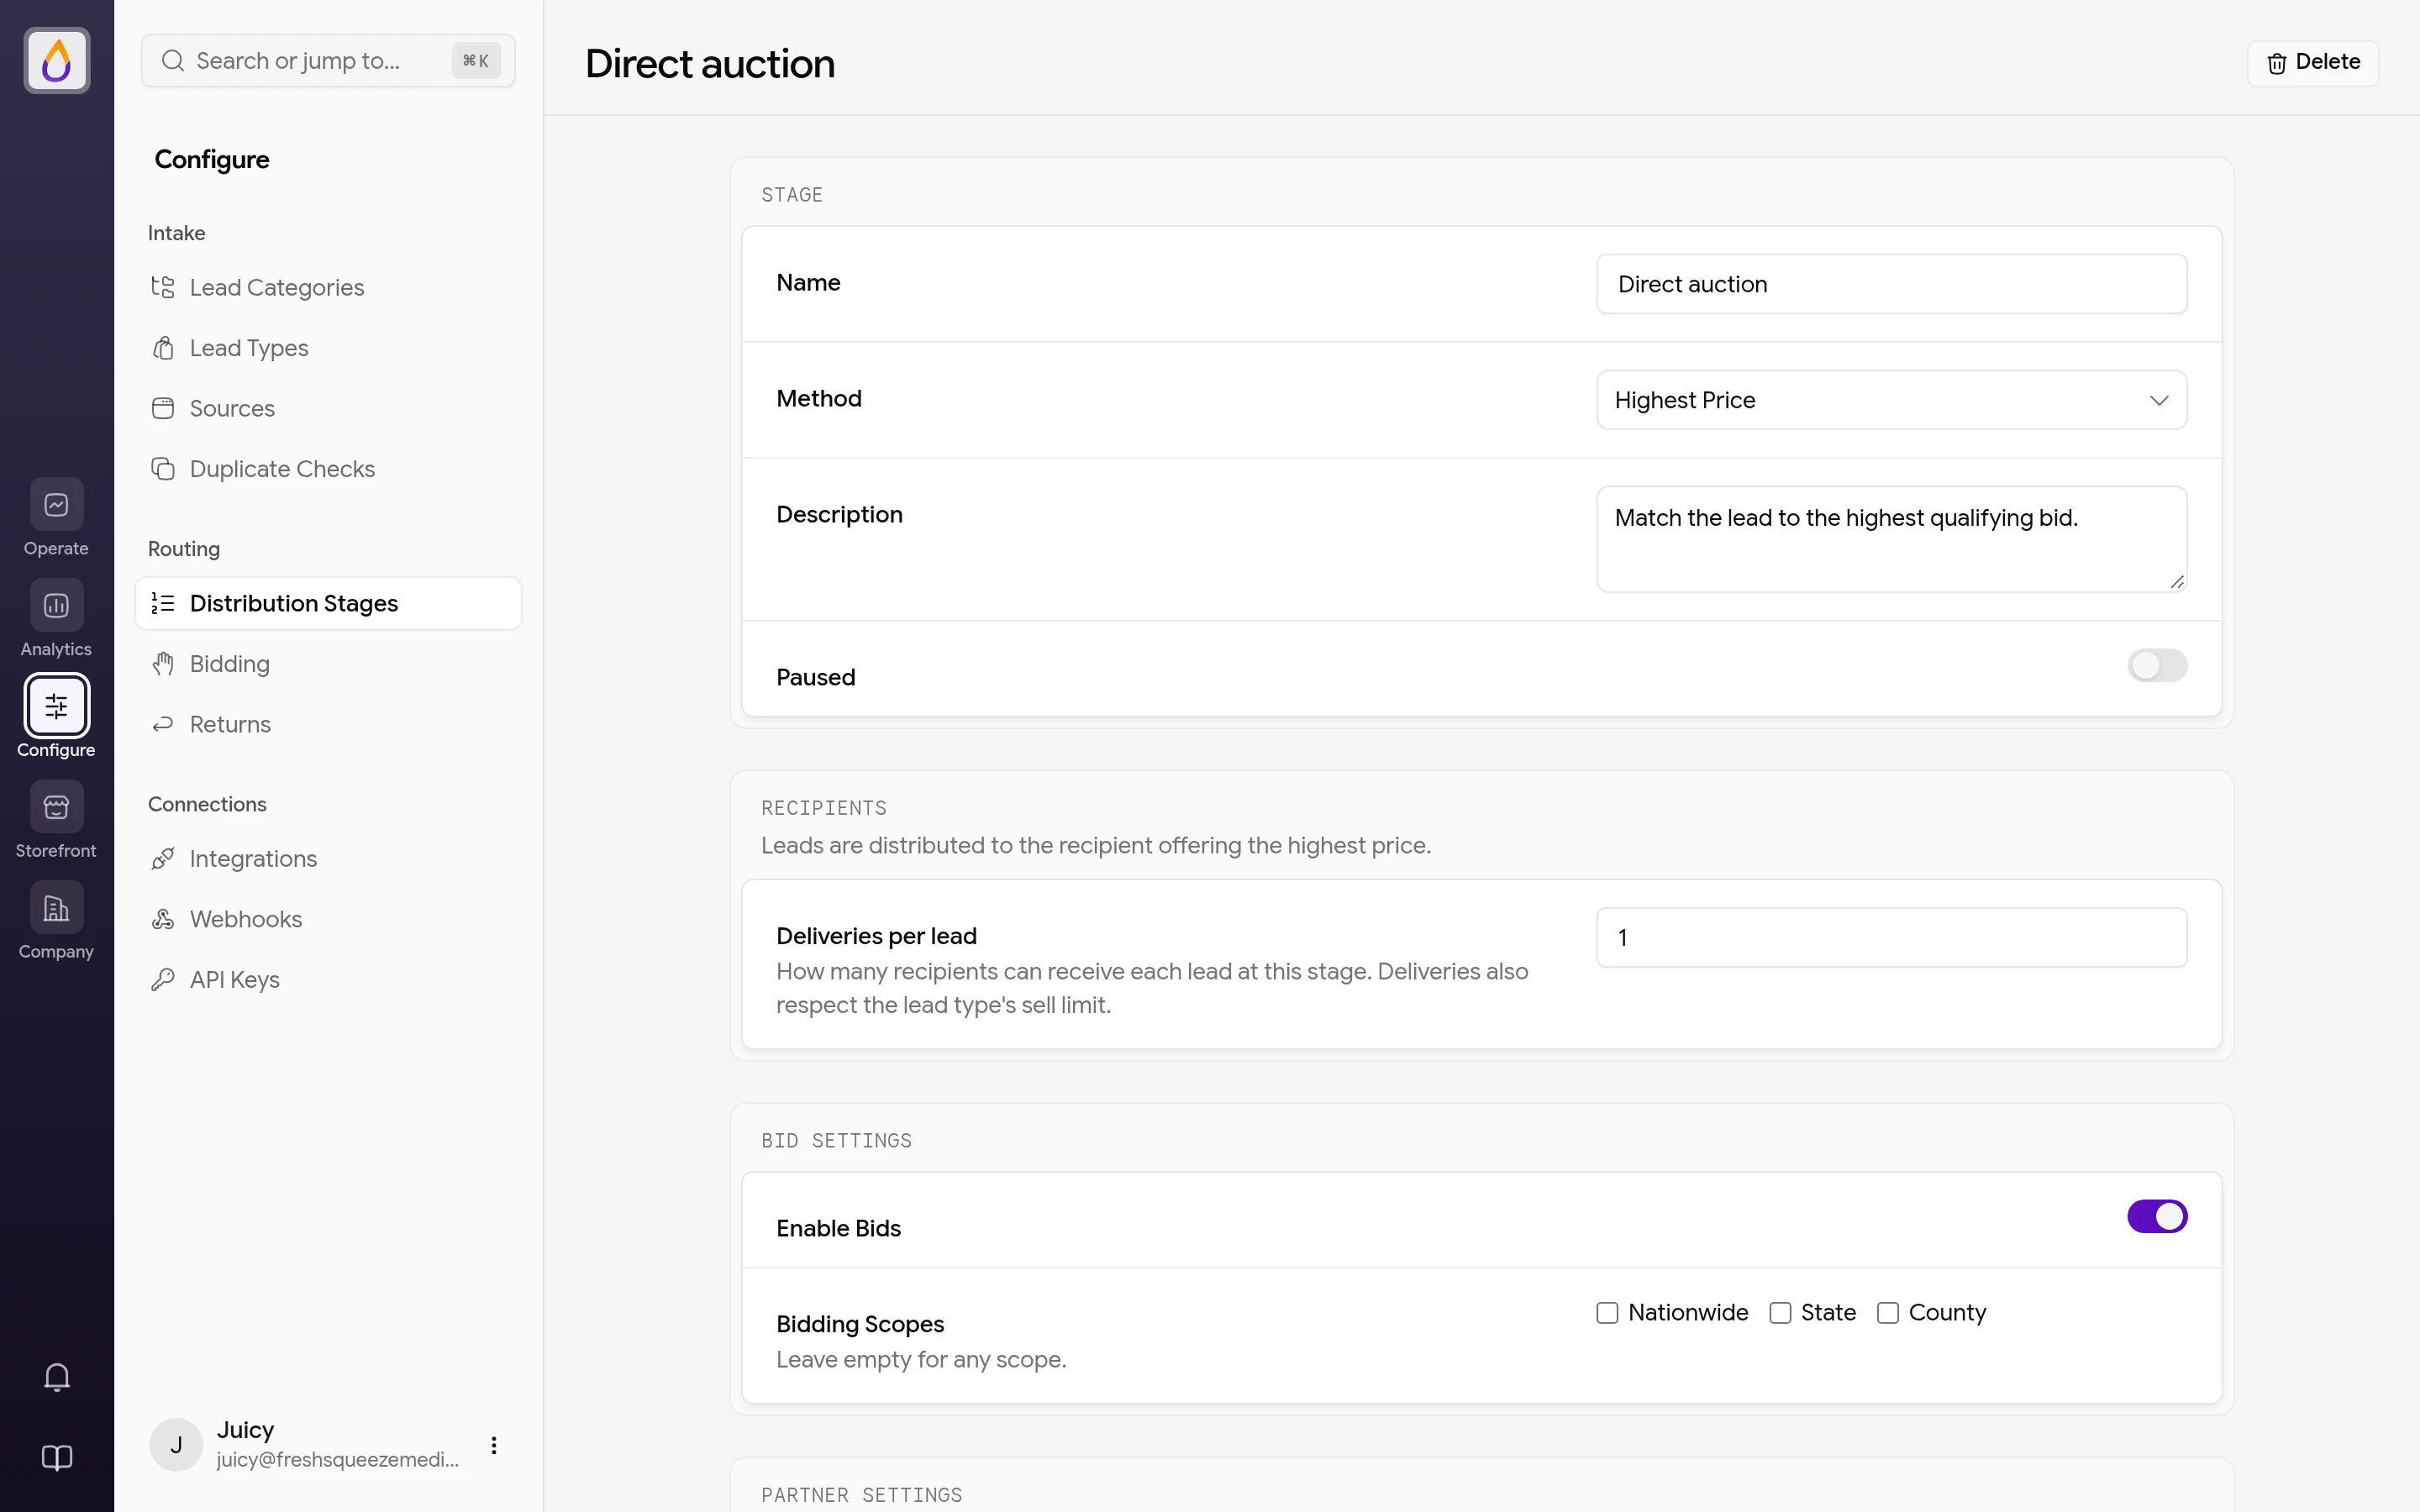 Search or jump to...
⌘K
Direct auction
Delete
Configure
Intake
Lead Categories
Lead Types
Sources
Duplicate Checks
Routing
Distribution Stages
Bidding
Returns
Connections
Integrations
Webhooks
API Keys
Operate
Analytics
Configure
Storefront
Company
J
Juicy
juicy@freshsqueezemedi...
STAGE
Name
Direct auction
Method
Highest Price
Description
Match the lead to the highest qualifying bid.
Paused
RECIPIENTS
Leads are distributed to the recipient offering the highest price.
Deliveries per lead
1
How many recipients can receive each lead at this stage. Deliveries also
respect the lead type's sell limit.
BID SETTINGS
Enable Bids
Bidding Scopes
Nationwide
State
County
Leave empty for any scope.
PARTNER SETTINGS